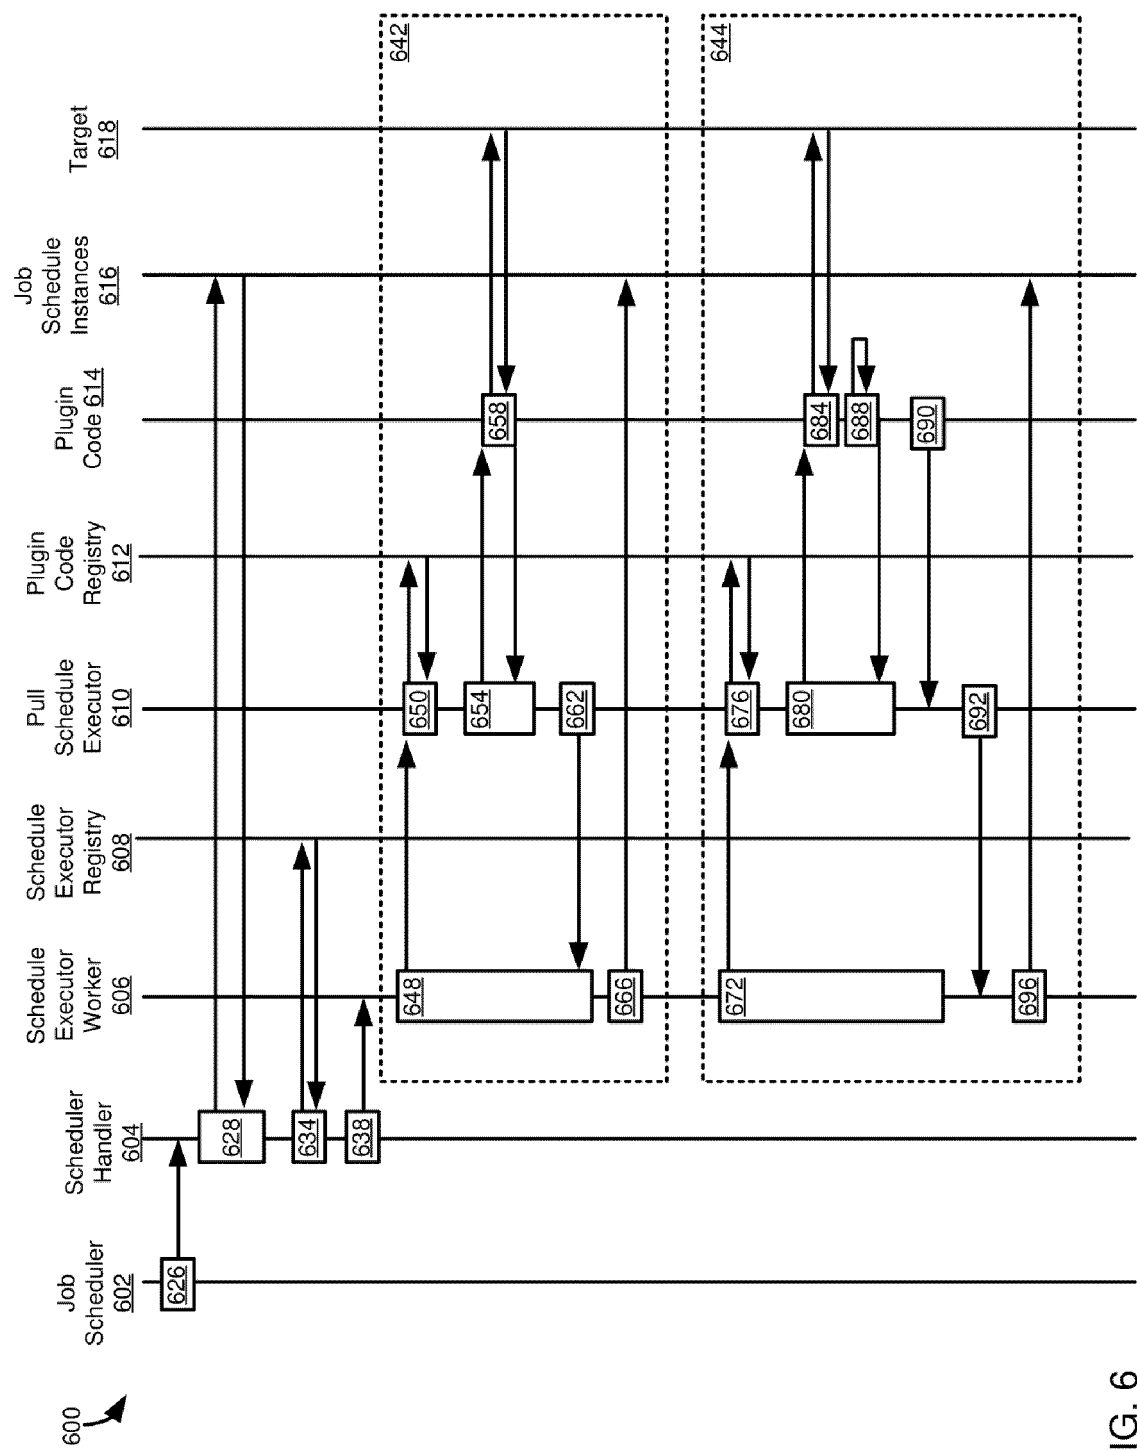 600
Job
Scheduler
602
Scheduler
Handler
604
Schedule
Executor
Worker
606
Schedule
Executor
Registry
608
Pull
Schedule
Executor
610
Plugin
Code
Registry
612
Plugin
Code 614
Job
Schedule
Instances
616
Target
618
626
628
634
638
642
648
650
654
658
662
666
644
672
676
680
684
688
690
692
696
IG. 6